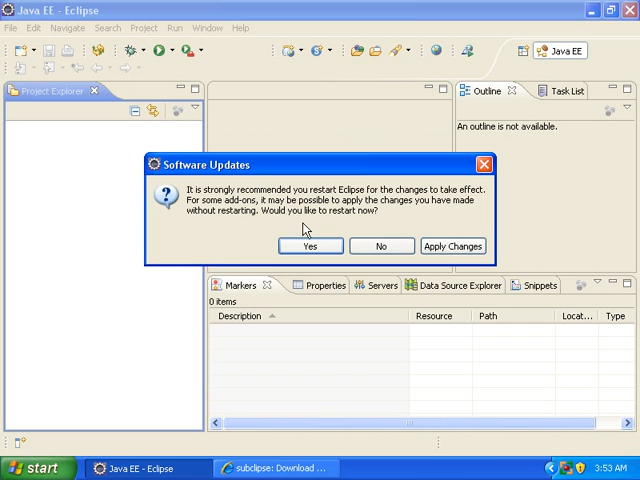 Java EE - Eclipse
File Edit Navigate Search Project Run Window Help
Java EE
Project Explorer
Outline Task List
An outline is not available.
Software Updates
It is strongly recommended you restart Eclipse for the changes to take effect.
For some add-ons, it may be possible to apply the changes you have made
without restarting. Would you like to restart now?
Yes No Apply Changes
Markers Properties Servers Data Source Explorer Snippets
0 items
Description Resource Path Locat... Type
start Java EE - Eclipse subclipse: Download ... 3:53 AM